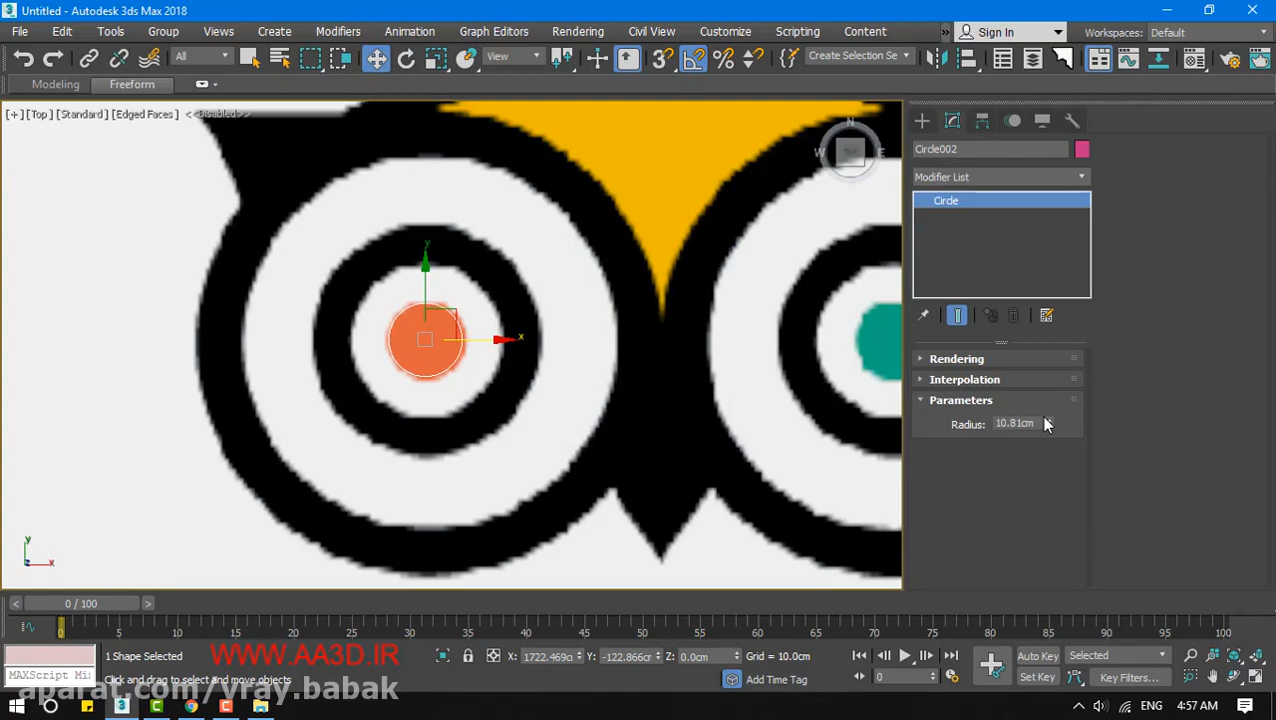 Untitled - Autodesk 3ds Max 2018
File Edit Tools Group Views Create Modifiers Animation Graph Editors Rendering Civil View Customize Scripting Content » Sign In Workspaces: Default
All View Create Selection Se
Modeling Freeform
[+] [Top] [Standard] [Edged Faces] <<Disabled>>
N
W TOP E
Circle002
Modifier List
Circle
y
x
Rendering
Interpolation
Parameters
Radius: 10.81cm
y
x
< 0 / 100 >
0 5 10 15 20 25 30 35 40 45 50 55 60 65 70 75 80 85 90 95 100
1 Shape Selected WWW.AA3D.IR X: 1722.469c Y: -122.866cm Z: 0.0cm Grid = 10.0cm Auto Key Selected
MAXScript Mi Click and drag to select and move objects Add Time Tag 0 Set Key Key Filters...
aparat.com/vray.babak
ENG 4:57 AM